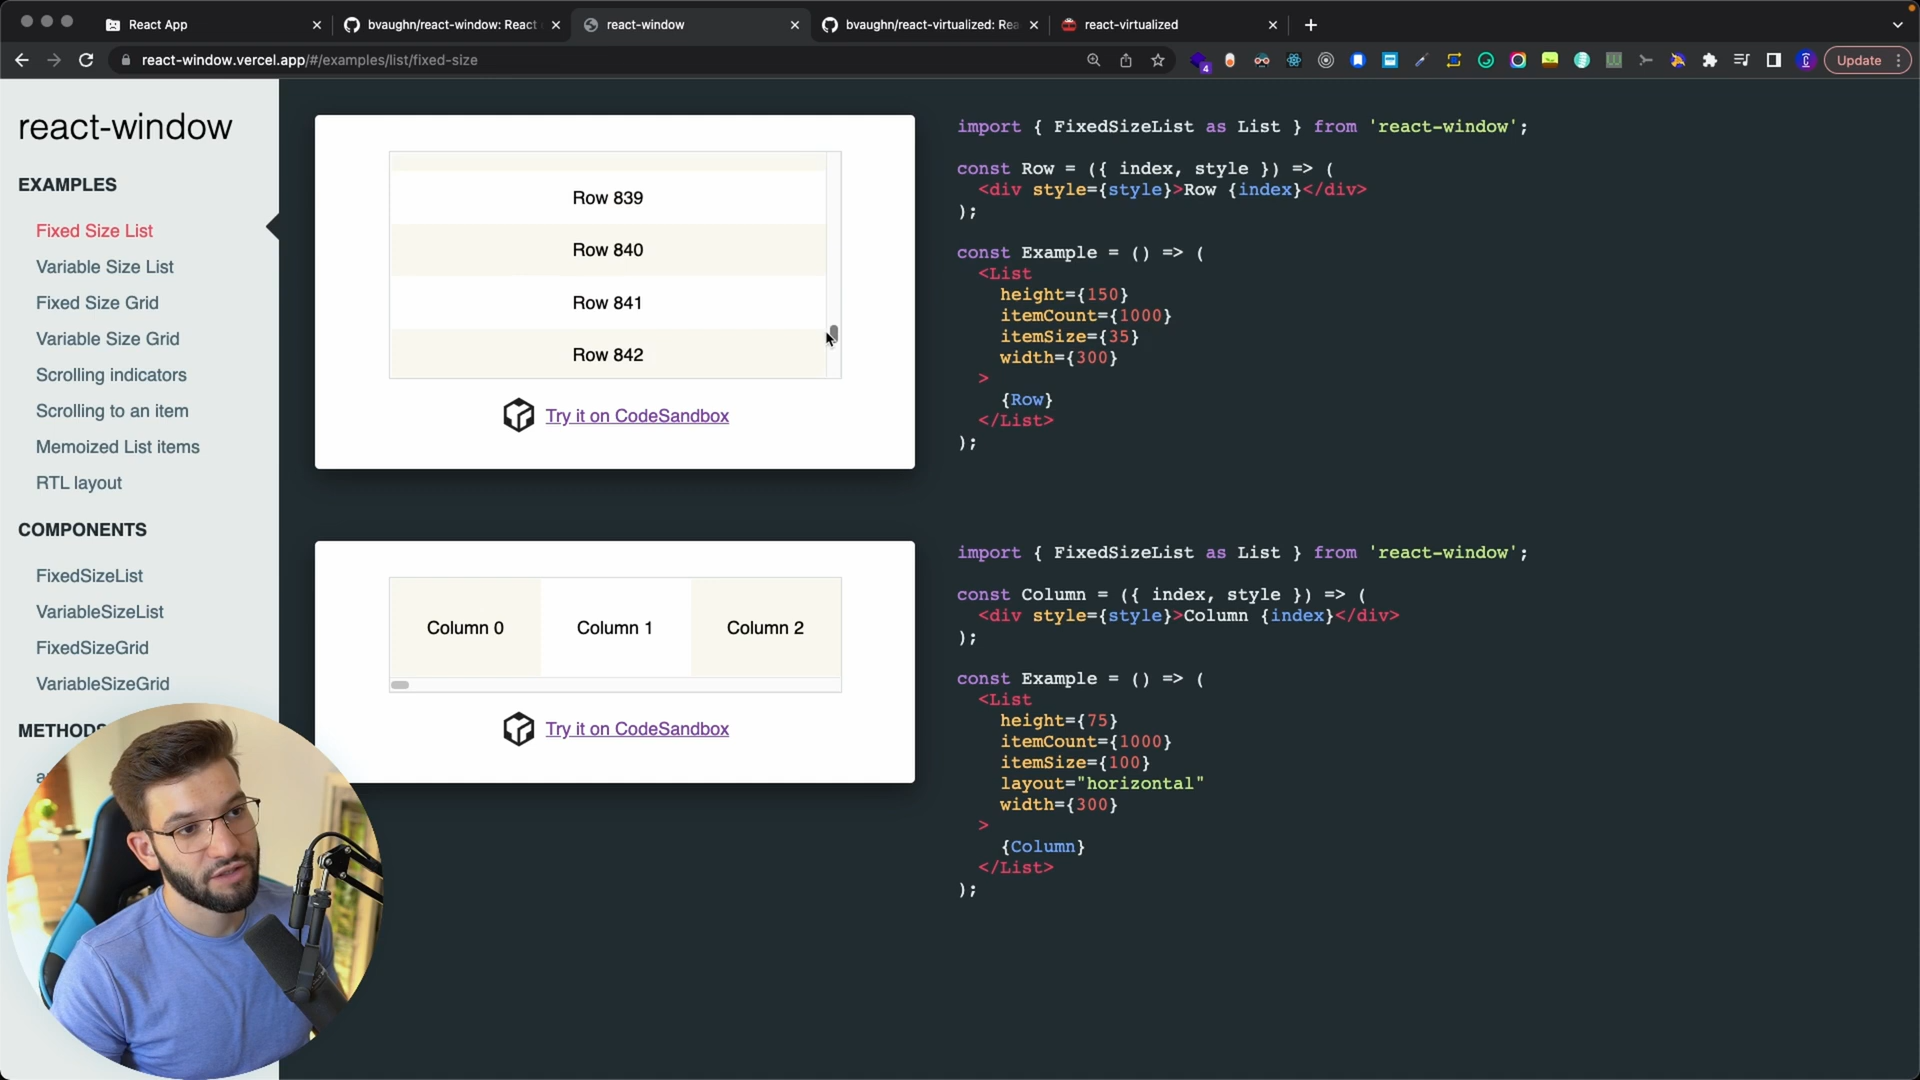 React App
bvaughn/react-window: React
react-window
bvaughn/react-virtualized: Rea
react-virtualized
react-window.vercel.app/#/examples/list/fixed-size
4
Update
react-window
EXAMPLES
Fixed Size List
Variable Size List
Fixed Size Grid
Variable Size Grid
Scrolling indicators
Scrolling to an item
Memoized List items
RTL layout
COMPONENTS
FixedSizeList
VariableSizeList
FixedSizeGrid
VariableSizeGrid
METHODS
Row 839
Row 840
Row 841
Row 842
Try it on CodeSandbox
import { FixedSizeList as List } from 'react-window';
const Row = ({ index, style }) => (
<div style={style}>Row {index}</div>
);
const Example = () => (
<List
height={150}
itemCount={1000}
itemSize={35}
width={300}
>
{Row}
</List>
);
Column 0
Column 1
Column 2
Try it on CodeSandbox
import { FixedSizeList as List } from 'react-window';
const Column = ({ index, style }) => (
<div style={style}>Column {index}</div>
);
const Example = () => (
<List
height={75}
itemCount={1000}
itemSize={100}
layout="horizontal"
width={300}
>
{Column}
</List>
);